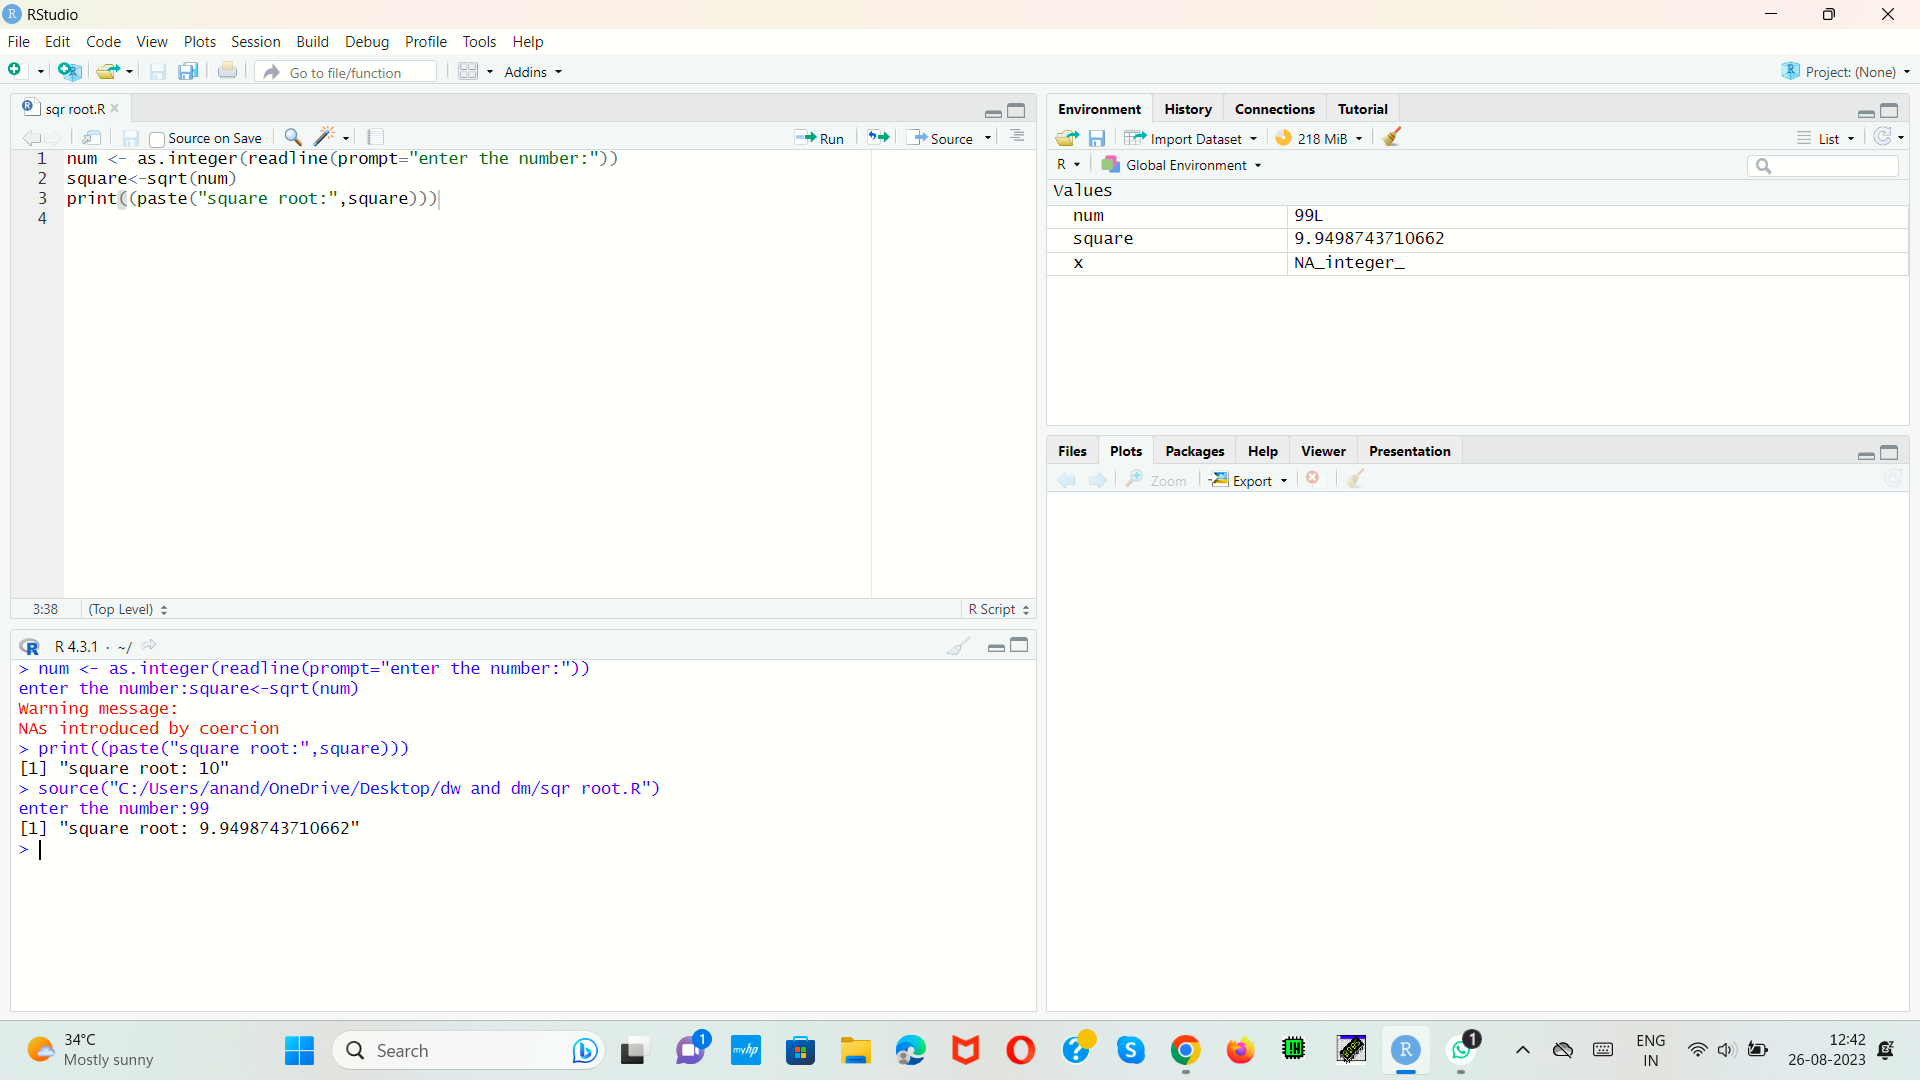 RStudio
File Edit Code View Plots Session Build Debug Profile Tools Help
Go to file/function Addins Project: (None)
sqr root.R
Source on Save Run Source
1 num <- as.integer(readline(prompt="enter the number:"))
2 square<-sqrt(num)
3 print((paste("square root:",square)))
4
3:38 (Top Level) R Script
R 4.3.1 · ~/
> num <- as.integer(readline(prompt="enter the number:"))
enter the number:square<-sqrt(num)
Warning message:
NAs introduced by coercion
> print((paste("square root:",square)))
[1] "square root: 10"
> source("C:/Users/anand/OneDrive/Desktop/dw and dm/sqr root.R")
enter the number:99
[1] "square root: 9.9498743710662"
>
Environment History Connections Tutorial
Import Dataset 218 MiB List
R Global Environment
Values
num 99L
square 9.9498743710662
x NA_integer_
Files Plots Packages Help Viewer Presentation
Zoom Export
34°C
Mostly sunny
Search
1
myhp
1
ENG
IN
12:42
26-08-2023